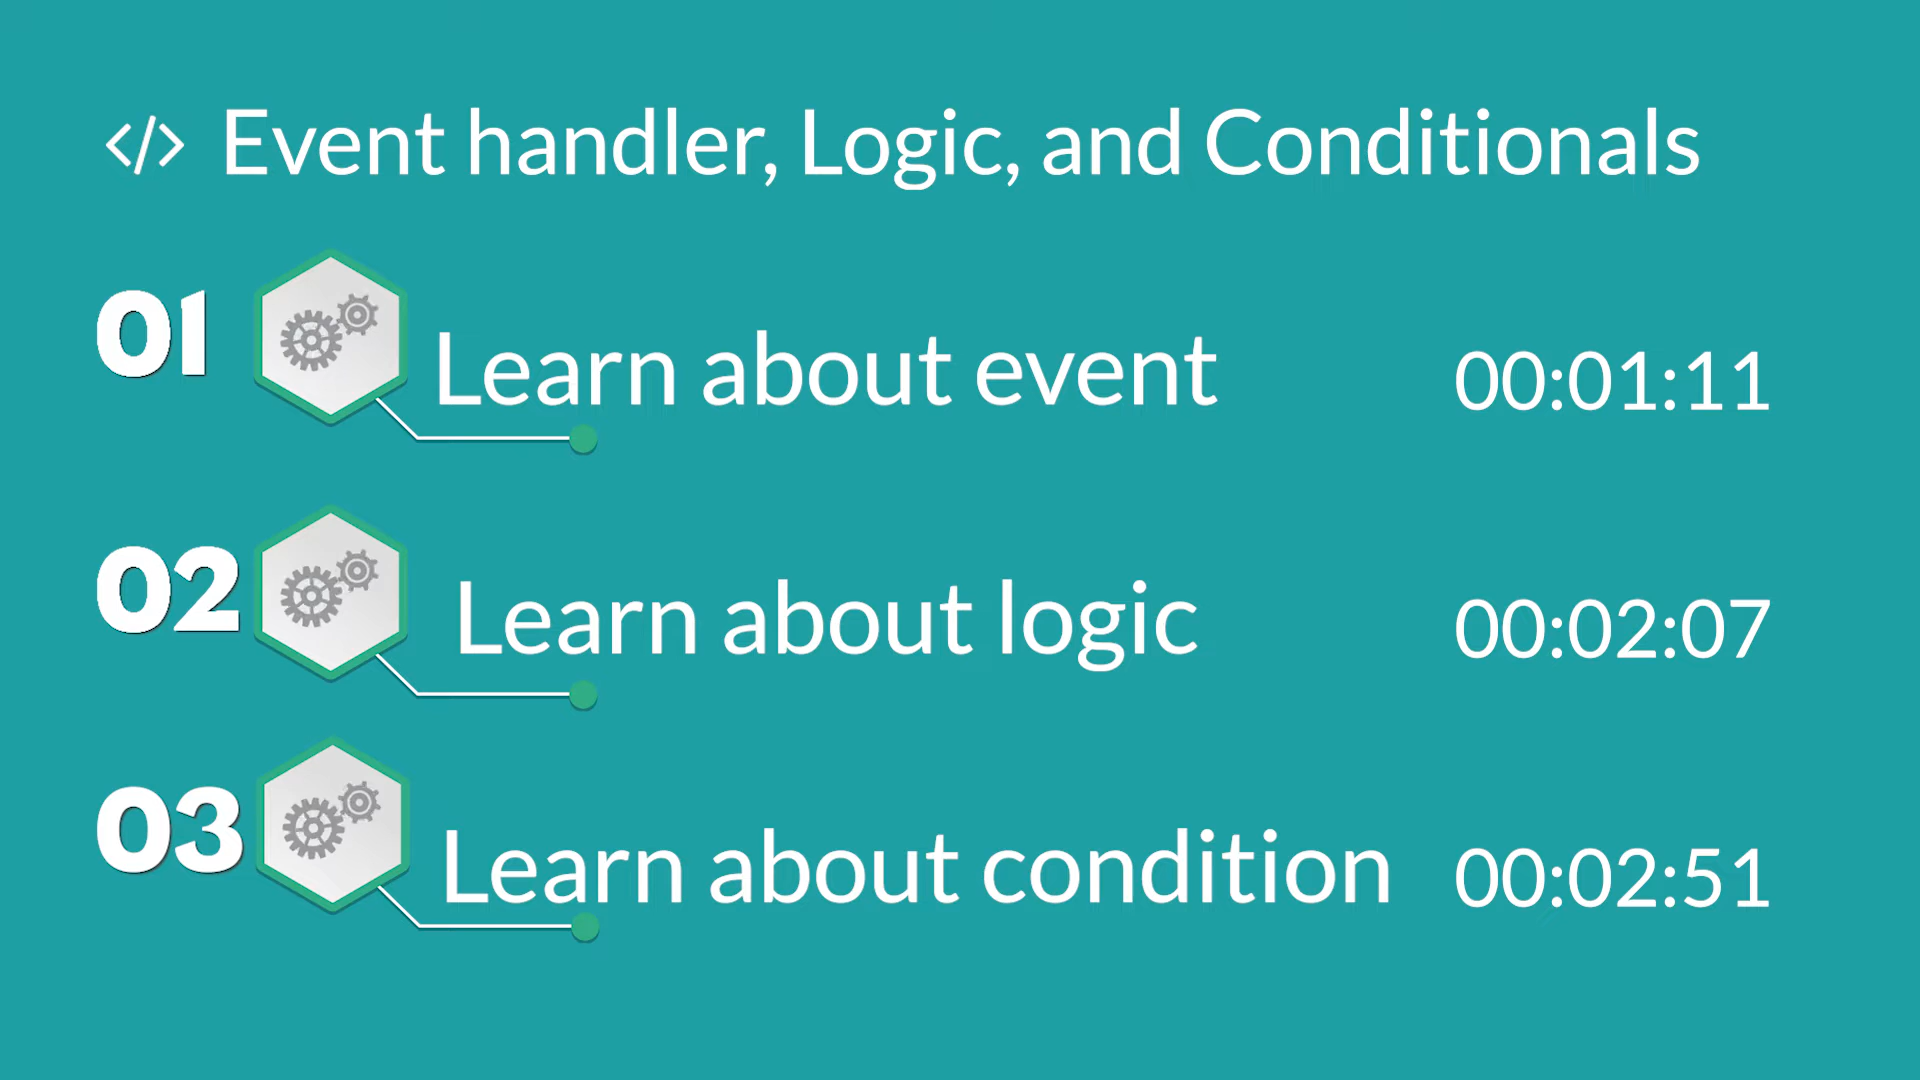 </> Event handler, Logic, and Conditionals
01 Learn about event 00:01:11
02 Learn about logic 00:02:07
03 Learn about condition 00:02:51